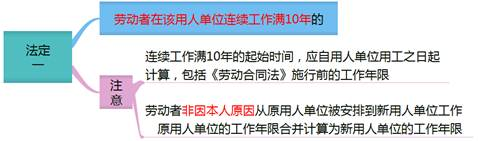 法定
一
劳动者在该用人单位连续工作满10年的
注
意
连续工作满10年的起始时间，应自用人单位用工之日起
计算，包括《劳动合同法》施行前的工作年限
劳动者非因本人原因从原用人单位被安排到新用人单位工作
原用人单位的工作年限合并计算为新用人单位的工作年限